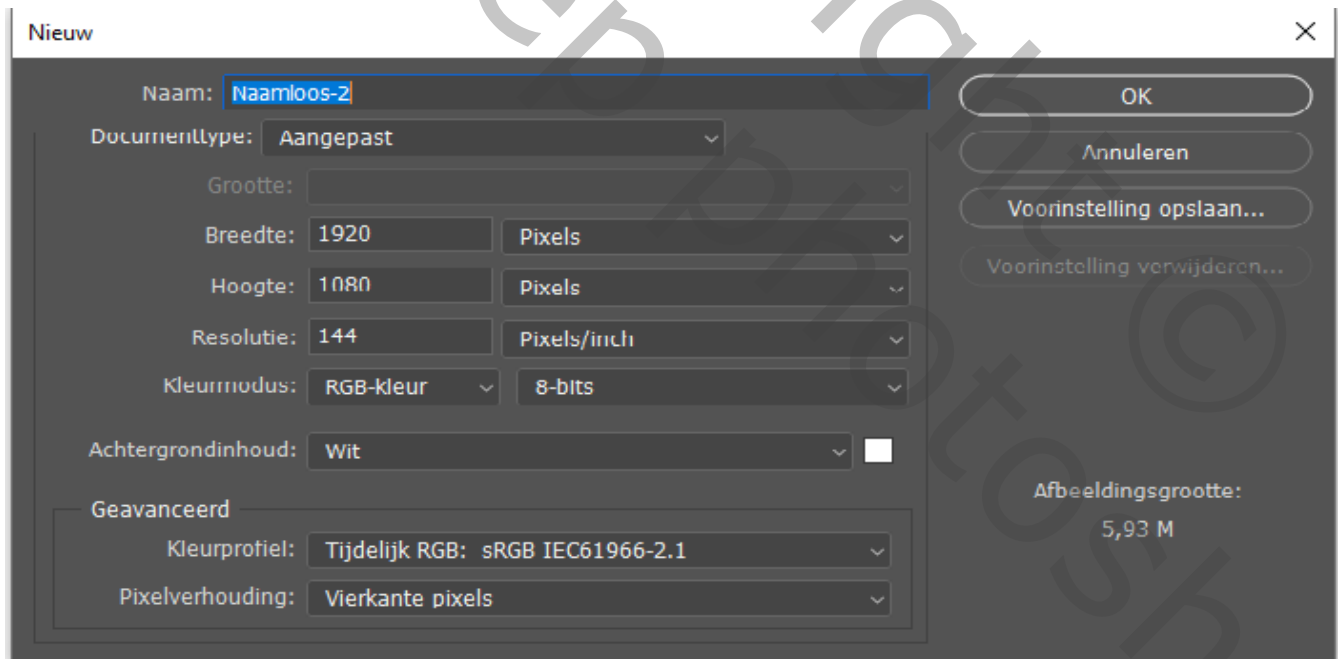 Nieuw
Naam: Naamloos-2
OK
Documenttype: Aangepast
Annuleren
Grootte:
Voorinstelling opslaan...
Breedte: 1920 Pixels
Voorinstelling verwijderen...
Hoogte: 1080 Pixels
Resolutie: 144 Pixels/inch
Kleurmodus: RGB-kleur 8-bits
Achtergrondinhoud: Wit
Afbeeldingsgrootte:
5,93 M
Geavanceerd
Kleurprofiel: Tijdelijk RGB: sRGB IEC61966-2.1
Pixelverhouding: Vierkante pixels